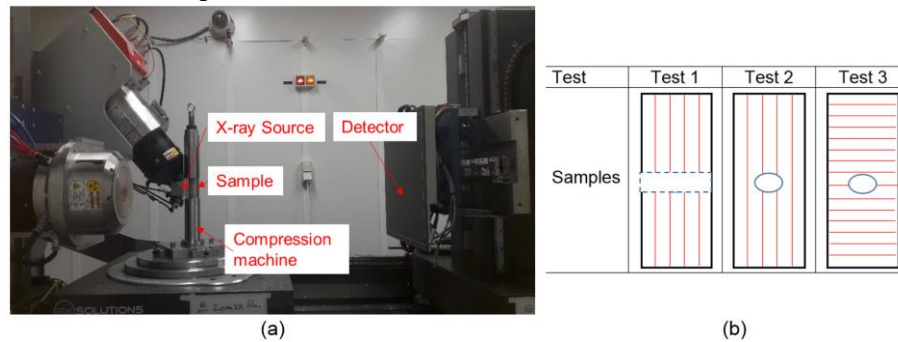 X-ray Source
Detector
Sample
Compression
machine
SOLUTIONS
(a)
Test Test 1 Test 2 Test 3
Samples
(b)